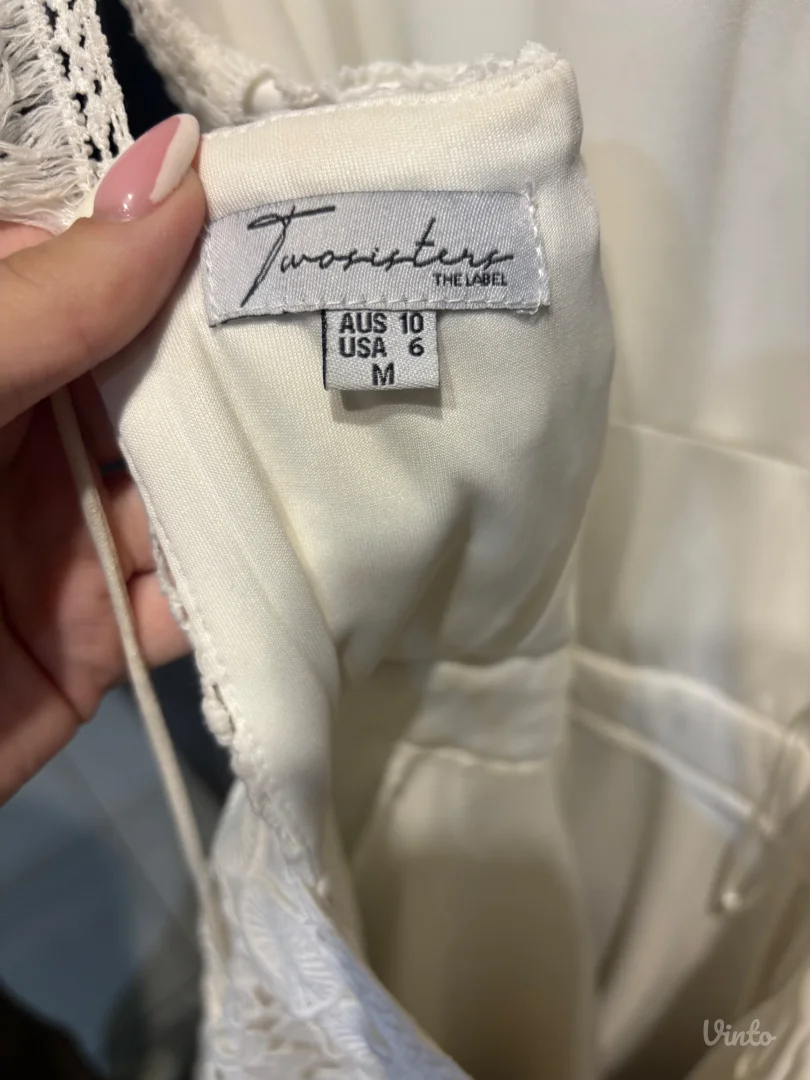 Twosisters
THE LABEL
AUS 10
USA 6
M
Vinto